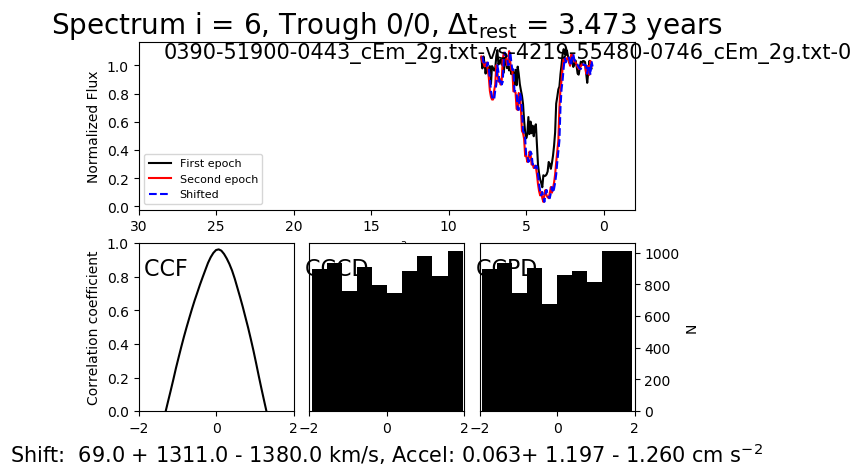 Spectrum i = 6, Trough 0/0, Δt_rest = 3.473 years
0390-51900-0443_cEm_2g.txt-vs-4219-55480-0746_cEm_2g.txt-0
Normalized Flux
1.0
0.8
0.6
0.4
0.2
0.0
First epoch
Second epoch
Shifted
30 25 20 15 10 5 0
Correlation coefficient
1.0
0.8
0.6
0.4
0.2
0.0
CCF
CCCD
CCPD
1000
800
600
400
200
0
N
−2 0 2
−2 0 2
−2 0 2
Shift: 69.0 + 1311.0 - 1380.0 km/s, Accel: 0.063+ 1.197 - 1.260 cm s⁻²